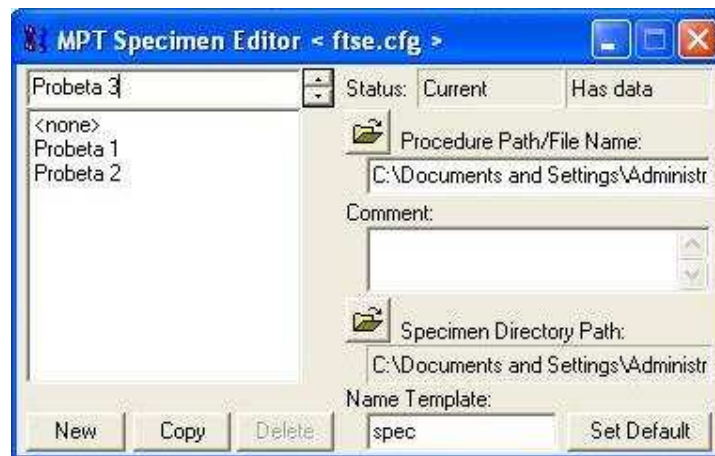 MPT Specimen Editor < ftse.cfg >
Probeta 3
<none>
Probeta 1
Probeta 2
New
Copy
Delete
Status:
Current
Has data
Procedure Path/File Name:
C:\Documents and Settings\Administr
Comment:
Specimen Directory Path:
C:\Documents and Settings\Administr
Name Template:
spec
Set Default